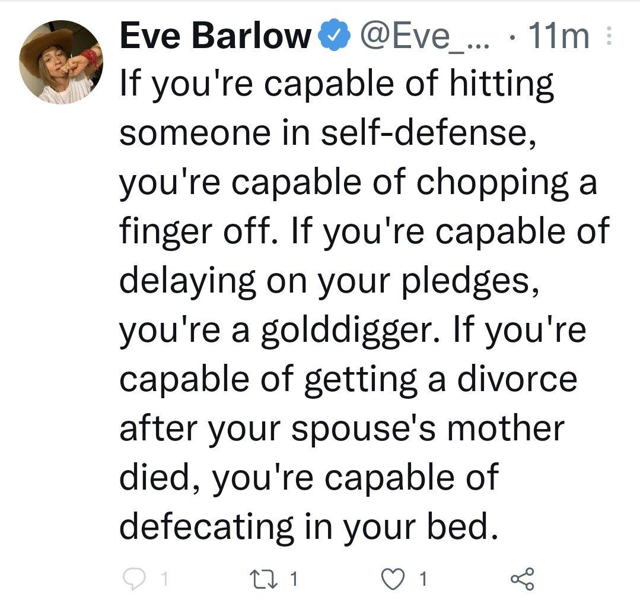 Eve Barlow @Eve_... · 11m
If you're capable of hitting
someone in self-defense,
you're capable of chopping a
finger off. If you're capable of
delaying on your pledges,
you're a golddigger. If you're
capable of getting a divorce
after your spouse's mother
died, you're capable of
defecating in your bed.
1 1 1